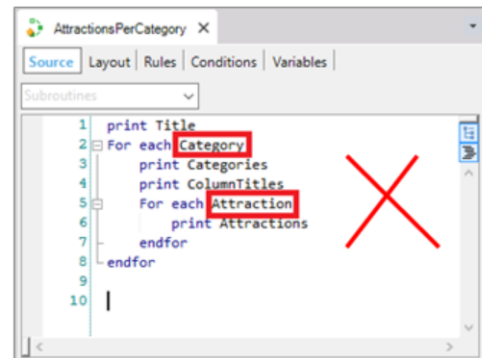 AttractionsPerCategory
Source Layout Rules Conditions Variables
Subroutines
1 print Title
2 For each Category
3 print Categories
4 print ColumnTitles
5 For each Attraction
6 print Attractions
7 endfor
8 endfor
9
10